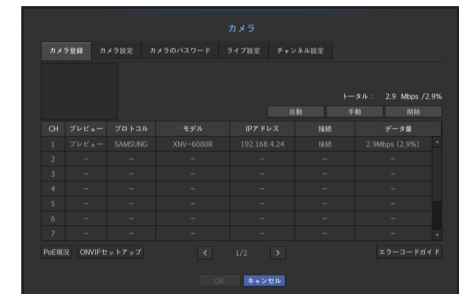 カメラ
カメラ登録 カメラ設定 カメラのパスワード ライブ設定 チャンネル設定
トータル : 2.9 Mbps /2.9%
自動 手動 削除
CH プレビュー プロトコル モデル IPアドレス 接続 データ量
1 プレビュー SAMSUNG XNV-6080R 192.168.4.24 接続 2.9Mbps (2.9%)
2 - - - - - -
3 - - - - - -
4 - - - - - -
5 - - - - - -
6 - - - - - -
7 - - - - - -
PoE現況 ONVIFセットアップ < 1/2 > エラーコードガイド
OK キャンセル